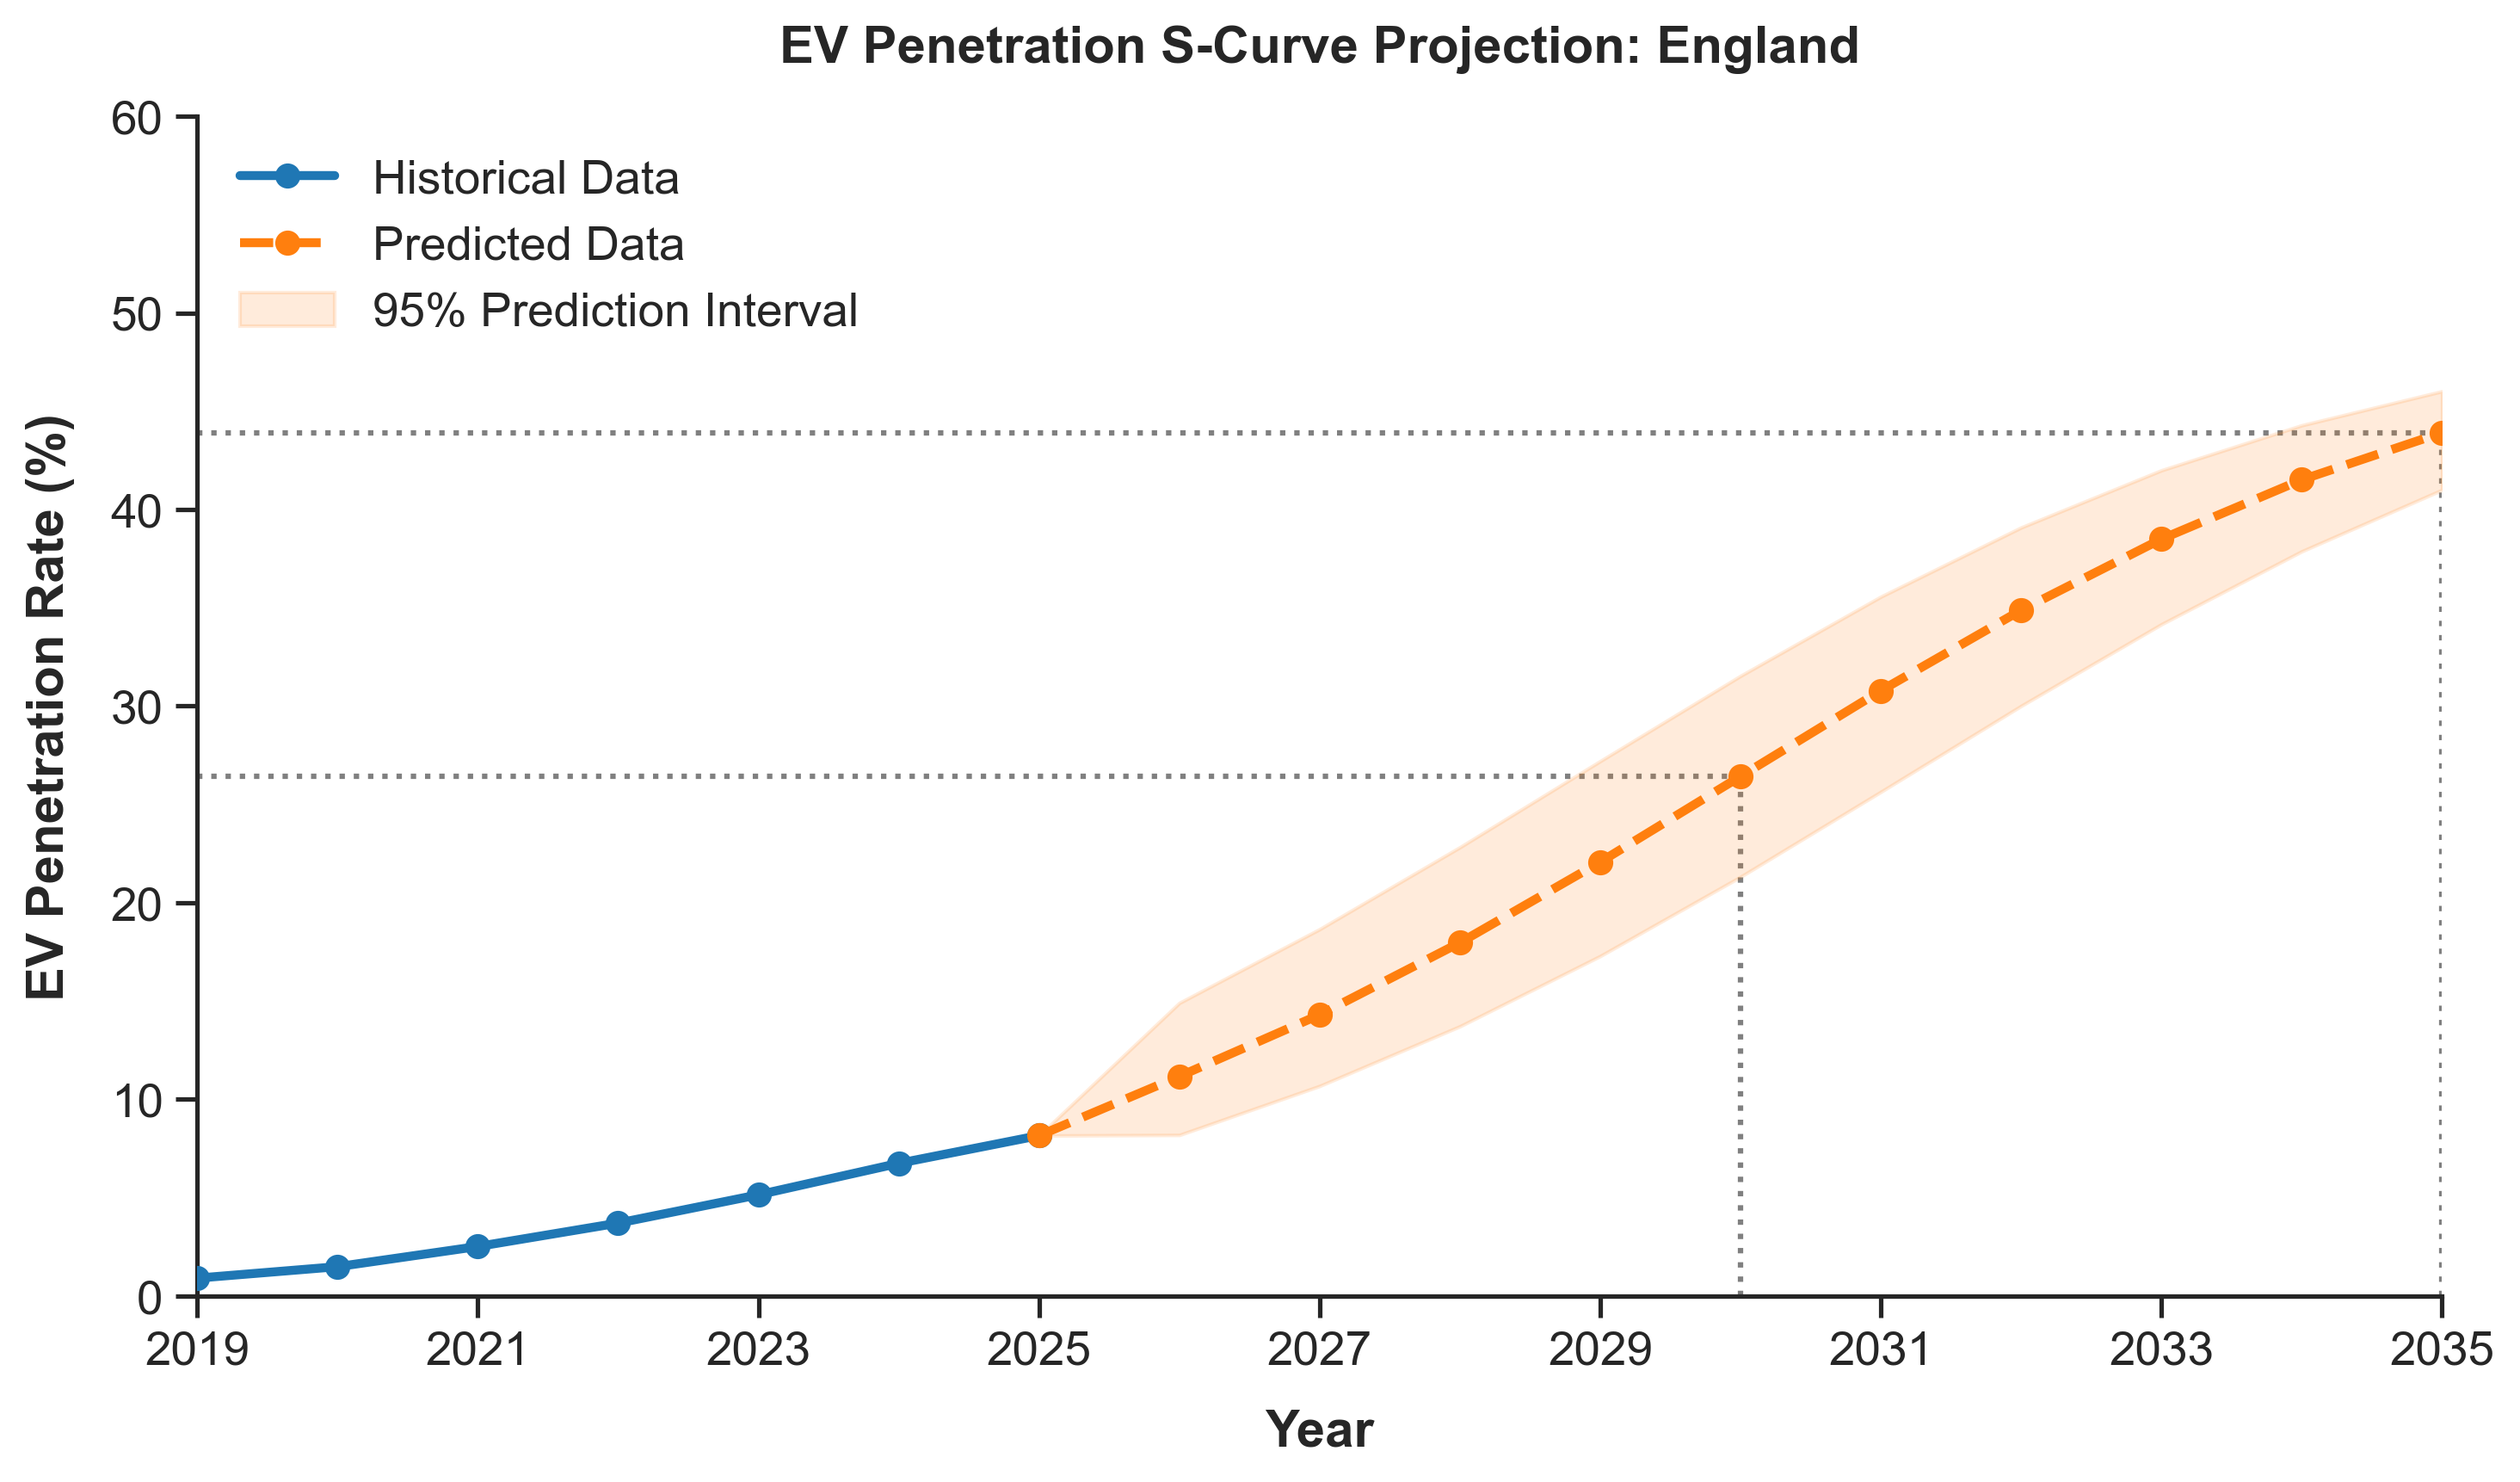 EV Penetration S-Curve Projection: England
60
50
40
30
20
10
0
EV Penetration Rate (%)
Historical Data
Predicted Data
95% Prediction Interval
2019 2021 2023 2025 2027 2029 2031 2033 2035
Year